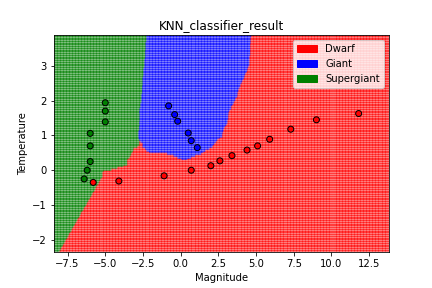 KNN_classifier_result
Dwarf
Giant
Supergiant
Temperature
3
2
1
0
−1
−2
−7.5 −5.0 −2.5 0.0 2.5 5.0 7.5 10.0 12.5
Magnitude